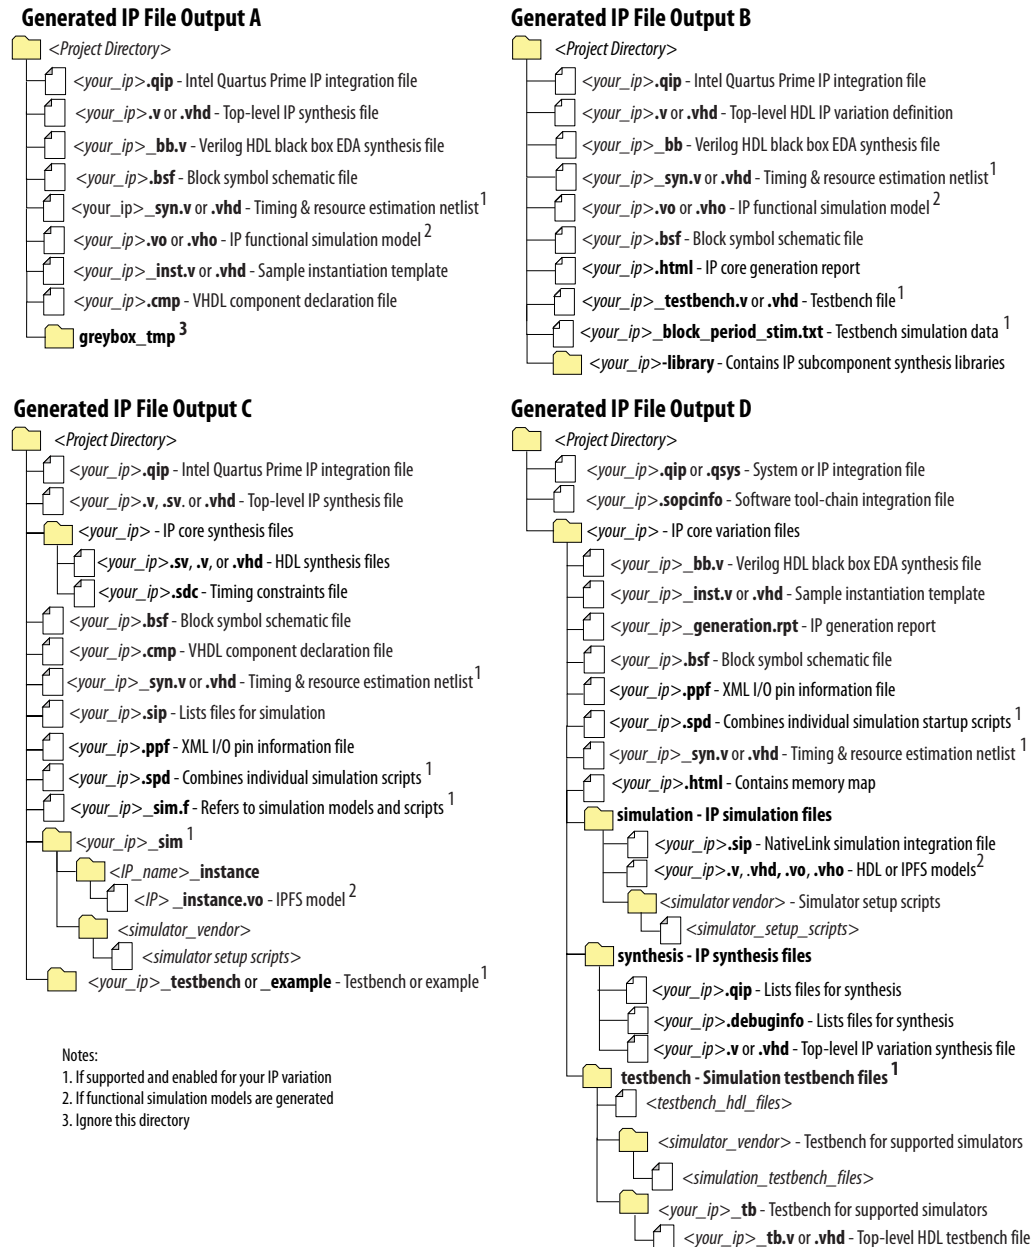 Generated IP File Output A
<Project Directory>
<your_ip>.qip - Intel Quartus Prime IP integration file
<your_ip>.v or .vhd - Top-level IP synthesis file
<your_ip>_bb.v - Verilog HDL black box EDA synthesis file
<your_ip>.bsf - Block symbol schematic file
<your_ip>_syn.v or .vhd - Timing & resource estimation netlist 1
<your_ip>.vo or .vho - IP functional simulation model 2
<your_ip>_inst.v or .vhd - Sample instantiation template
<your_ip>.cmp - VHDL component declaration file
greybox_tmp 3
Generated IP File Output B
<Project Directory>
<your_ip>.qip - Intel Quartus Prime IP integration file
<your_ip>.v or .vhd - Top-level HDL IP variation definition
<your_ip>_bb - Verilog HDL black box EDA synthesis file
<your_ip>_syn.v or .vhd - Timing & resource estimation netlist 1
<your_ip>.vo or .vho - IP functional simulation model 2
<your_ip>.bsf - Block symbol schematic file
<your_ip>.html - IP core generation report
<your_ip>_testbench.v or .vhd - Testbench file 1
<your_ip>_block_period_stim.txt - Testbench simulation data 1
<your_ip>-library - Contains IP subcomponent synthesis libraries
Generated IP File Output C
<Project Directory>
<your_ip>.qip - Intel Quartus Prime IP integration file
<your_ip>.v, .sv. or .vhd - Top-level IP synthesis file
<your_ip> - IP core synthesis files
<your_ip>.sv, .v, or .vhd - HDL synthesis files
<your_ip>.sdc - Timing constraints file
<your_ip>.bsf - Block symbol schematic file
<your_ip>.cmp - VHDL component declaration file
<your_ip>_syn.v or .vhd - Timing & resource estimation netlist 1
<your_ip>.sip - Lists files for simulation
<your_ip>.ppf - XML I/O pin information file
<your_ip>.spd - Combines individual simulation scripts 1
<your_ip>_sim.f - Refers to simulation models and scripts 1
<your_ip>_sim 1
<IP_name>_instance
<IP>_instance.vo - IPFS model 2
<simulator_vendor>
<simulator setup scripts>
<your_ip>_testbench or _example - Testbench or example 1
Notes:
1. If supported and enabled for your IP variation
2. If functional simulation models are generated
3. Ignore this directory
Generated IP File Output D
<Project Directory>
<your_ip>.qip or .qsys - System or IP integration file
<your_ip>.sopcinfo - Software tool-chain integration file
<your_ip> - IP core variation files
<your_ip>_bb.v - Verilog HDL black box EDA synthesis file
<your_ip>_inst.v or .vhd - Sample instantiation template
<your_ip>_generation.rpt - IP generation report
<your_ip>.bsf - Block symbol schematic file
<your_ip>.ppf - XML I/O pin information file
<your_ip>.spd - Combines individual simulation startup scripts 1
<your_ip>_syn.v or .vhd - Timing & resource estimation netlist 1
<your_ip>.html - Contains memory map
simulation - IP simulation files
<your_ip>.sip - NativeLink simulation integration file
<your_ip>.v, .vhd, .vo, .vho - HDL or IPFS models 2
<simulator vendor> - Simulator setup scripts
<simulator_setup_scripts>
synthesis - IP synthesis files
<your_ip>.qip - Lists files for synthesis
<your_ip>.debuginfo - Lists files for synthesis
<your_ip>.v or .vhd - Top-level IP variation synthesis file
testbench - Simulation testbench files 1
<testbench_hdl_files>
<simulator_vendor> - Testbench for supported simulators
<simulation_testbench_files>
<your_ip>_tb - Testbench for supported simulators
<your_ip>_tb.v or .vhd - Top-level HDL testbench file